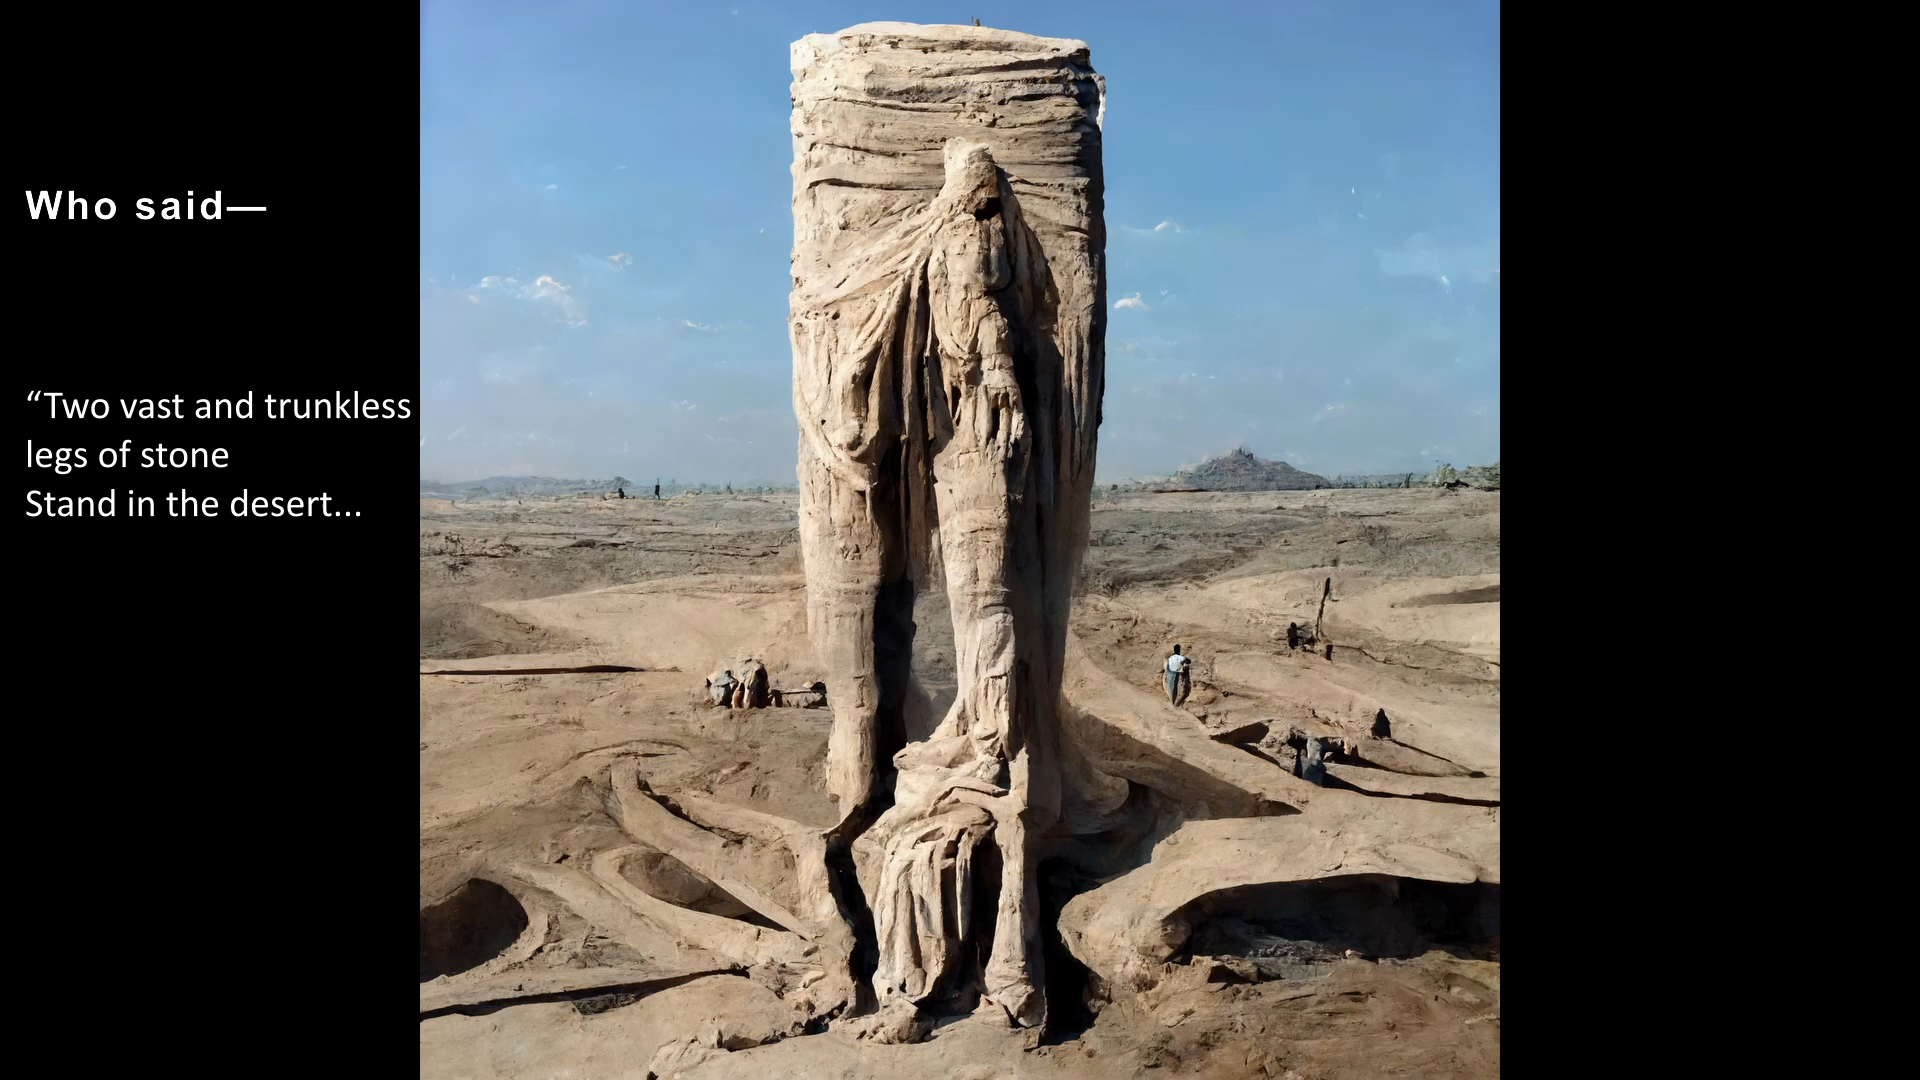 Who said—
“Two vast and trunkless
legs of stone
Stand in the desert...